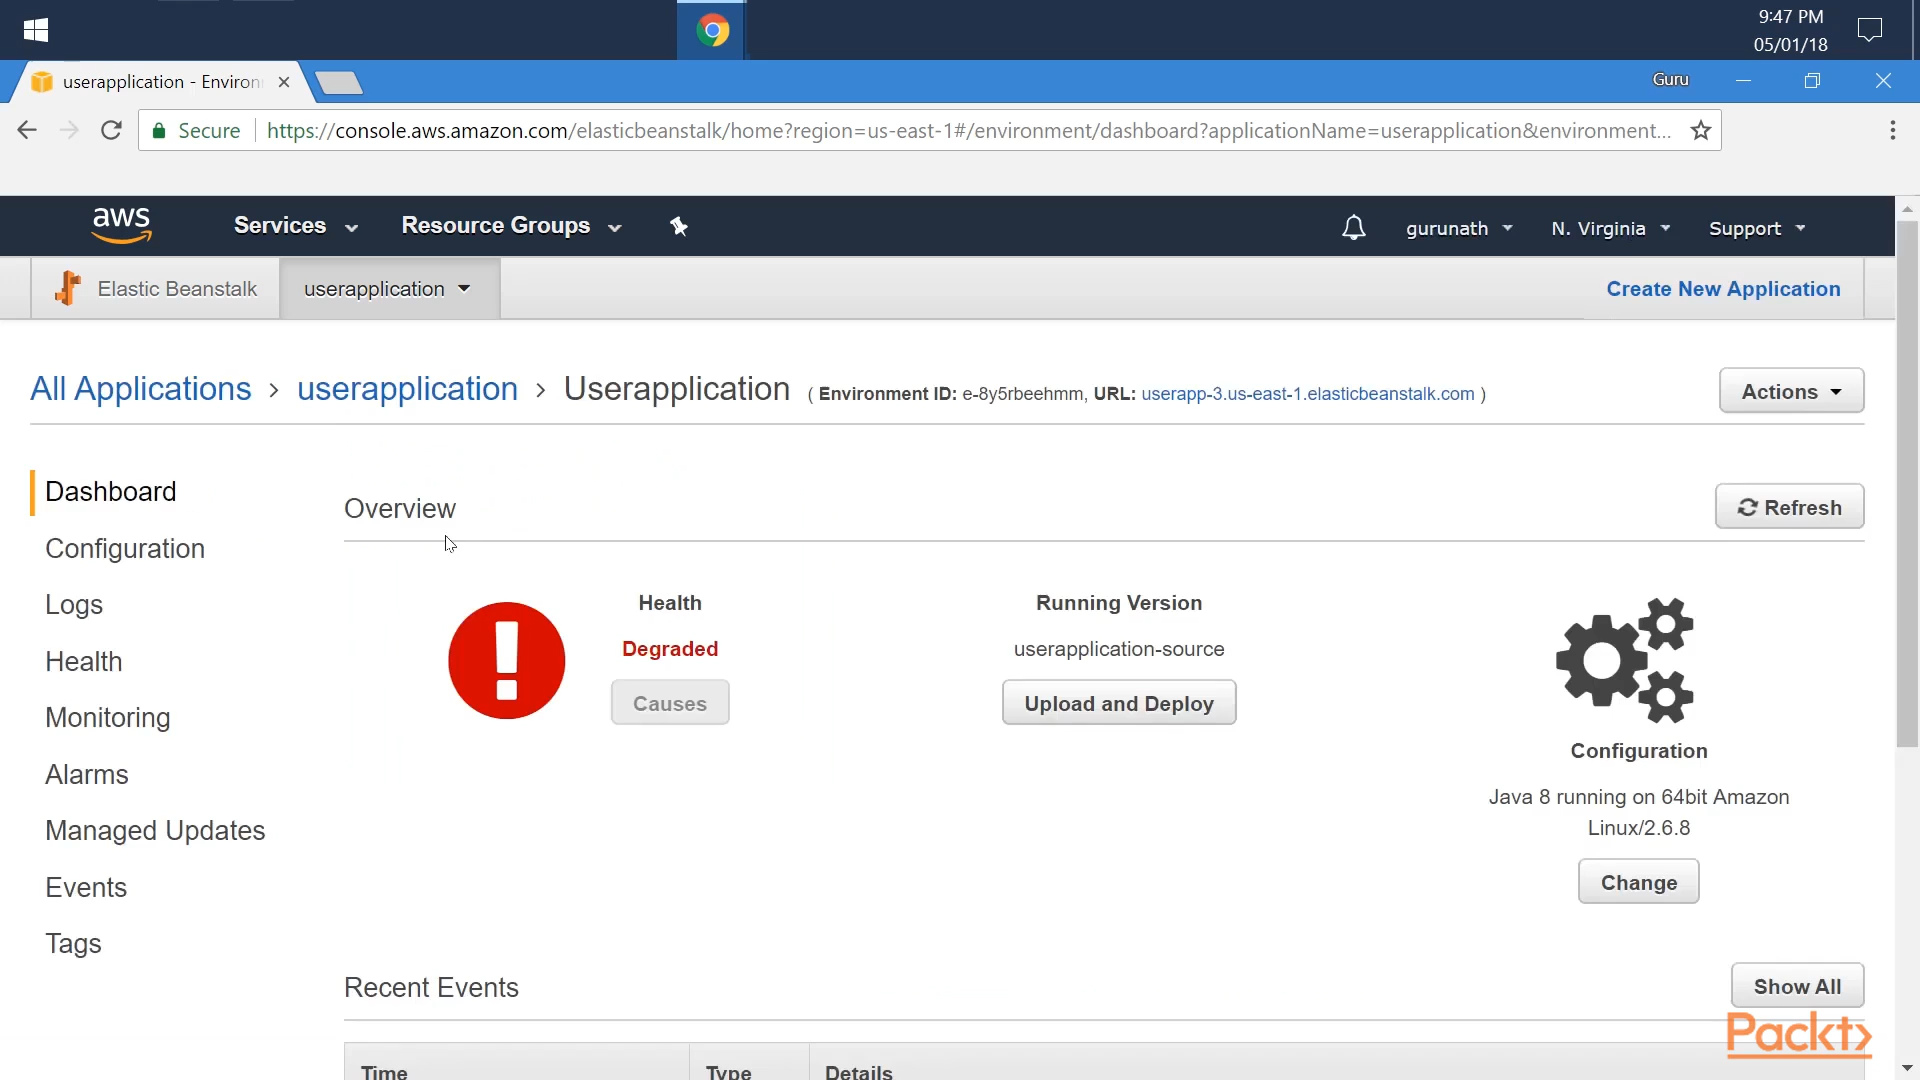 9:47 PM
05/01/18
userapplication - Environ
Guru
Secure
https://console.aws.amazon.com/elasticbeanstalk/home?region=us-east-1#/environment/dashboard?applicationName=userapplication&environment...
aws
Services
Resource Groups
gurunath
N. Virginia
Support
Elastic Beanstalk
userapplication
Create New Application
All Applications › userapplication › Userapplication ( Environment ID: e-8y5rbeehmm, URL: userapp-3.us-east-1.elasticbeanstalk.com )
Actions
Dashboard
Configuration
Logs
Health
Monitoring
Alarms
Managed Updates
Events
Tags
Overview
Refresh
Health
Degraded
Causes
Running Version
userapplication-source
Upload and Deploy
Configuration
Java 8 running on 64bit Amazon
Linux/2.6.8
Change
Recent Events
Show All
Time
Type
Details
Packt>